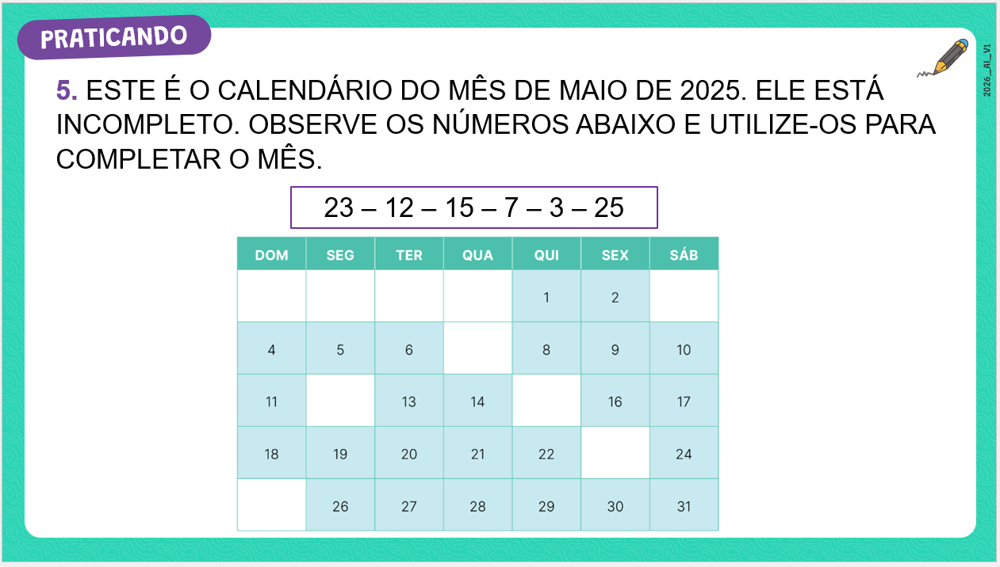 PRATICANDO
2026_AI_V1
5. ESTE É O CALENDÁRIO DO MÊS DE MAIO DE 2025. ELE ESTÁ
INCOMPLETO. OBSERVE OS NÚMEROS ABAIXO E UTILIZE-OS PARA
COMPLETAR O MÊS.
23 – 12 – 15 – 7 – 3 – 25
DOM SEG TER QUA QUI SEX SÁB
1 2
4 5 6 8 9 10
11 13 14 16 17
18 19 20 21 22 24
26 27 28 29 30 31